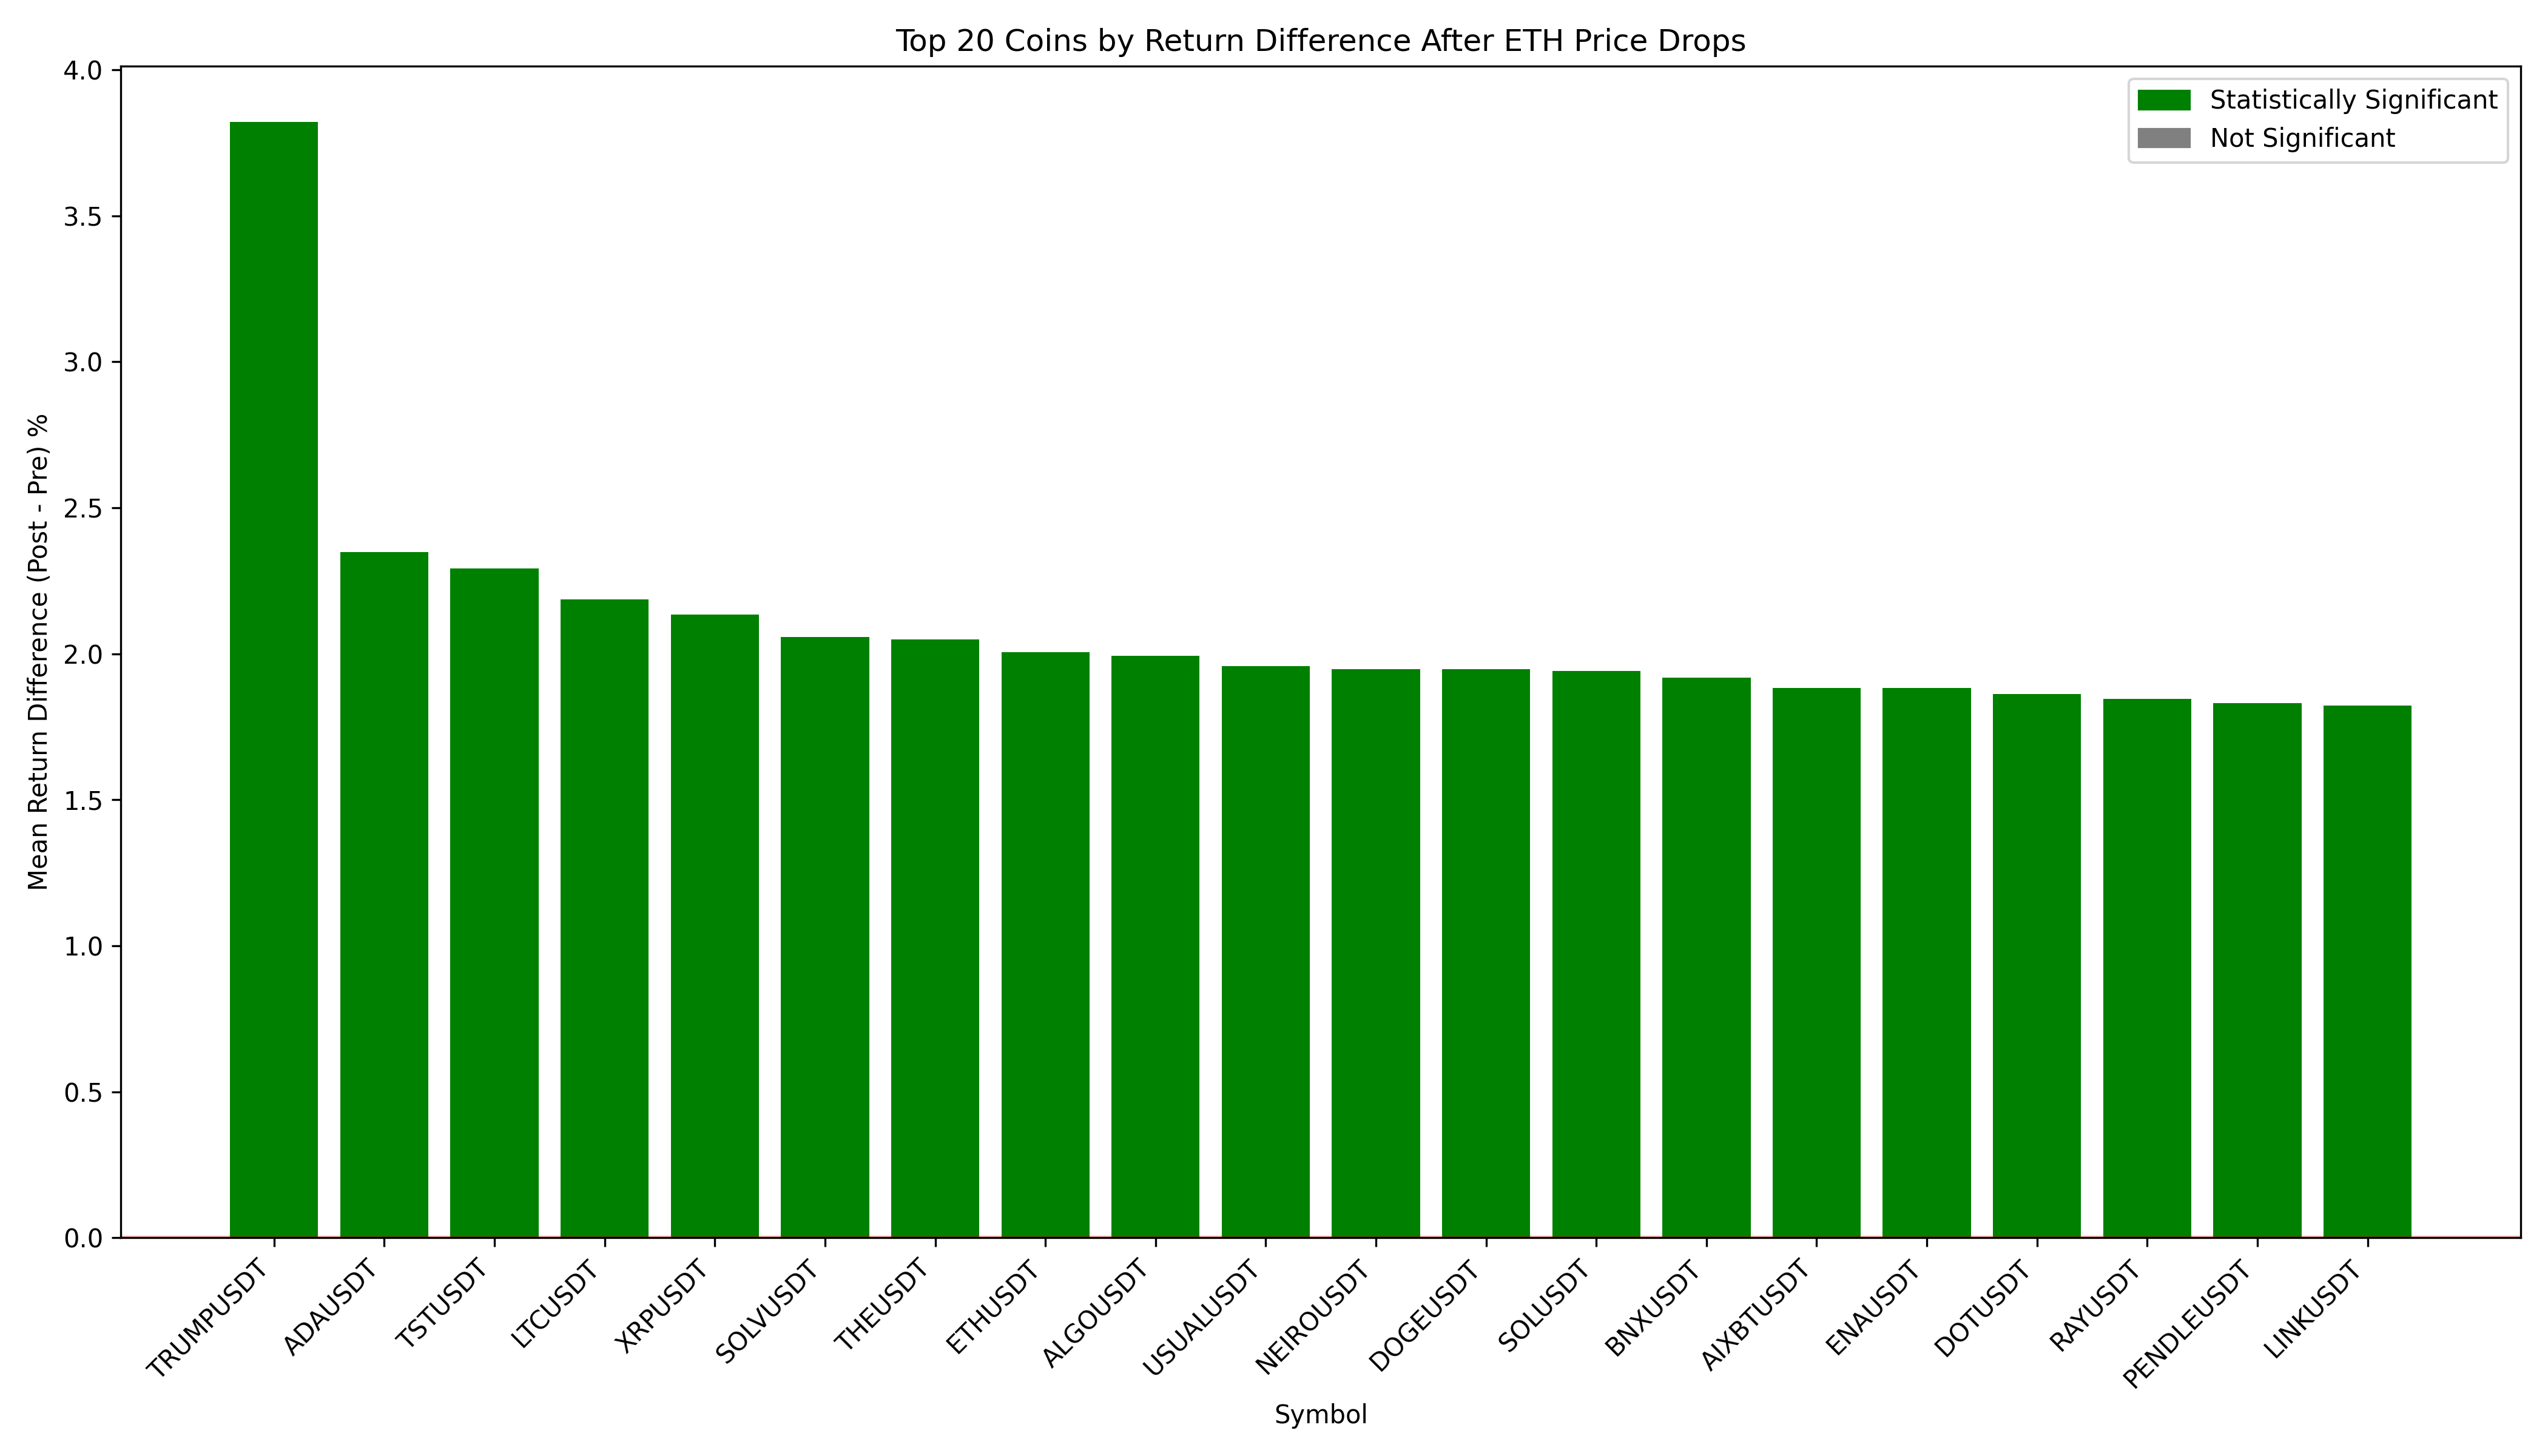 Top 20 Coins by Return Difference After ETH Price Drops
Statistically Significant
Not Significant
Mean Return Difference (Post - Pre) %
4.0
3.5
3.0
2.5
2.0
1.5
1.0
0.5
0.0
TRUMPUSDT
ADAUSDT
TSTUSDT
LTCUSDT
XRPUSDT
SOLVUSDT
THEUSDT
ETHUSDT
ALGOUSDT
USUALUSDT
NEIROUSDT
DOGEUSDT
SOLUSDT
BNXUSDT
AIXBTUSDT
ENAUSDT
DOTUSDT
RAYUSDT
PENDLEUSDT
LINKUSDT
Symbol